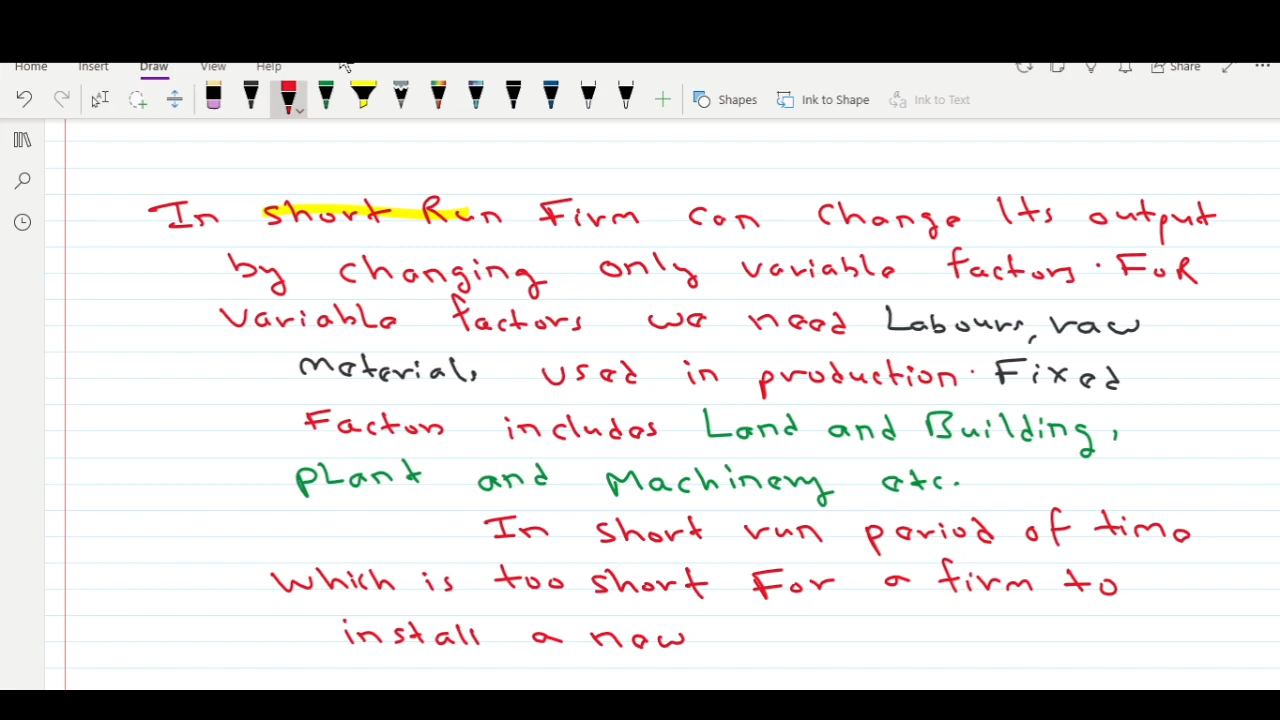 Home Insert Draw View Help Share
Shapes Ink to Shape Ink to Text
In short Run Firm can change Its output
by changing only variable factors. FoR
variable factors we need Labours, raw
materials used in production. Fixed
Factors includes Land and Building,
pLant and Machinery etc.
In short run period of time
which is too short For a firm to
install a new